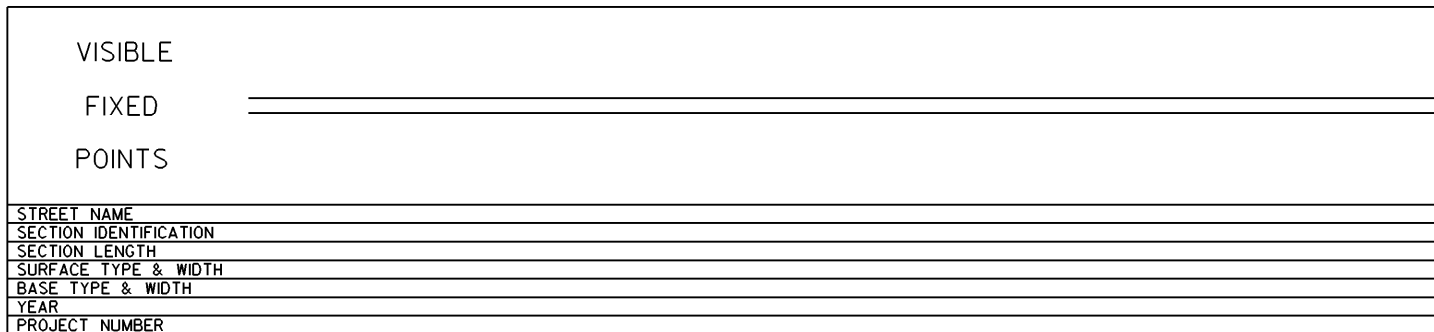 VISIBLE
FIXED
POINTS
STREET NAME
SECTION IDENTIFICATION
SECTION LENGTH
SURFACE TYPE & WIDTH
BASE TYPE & WIDTH
YEAR
PROJECT NUMBER